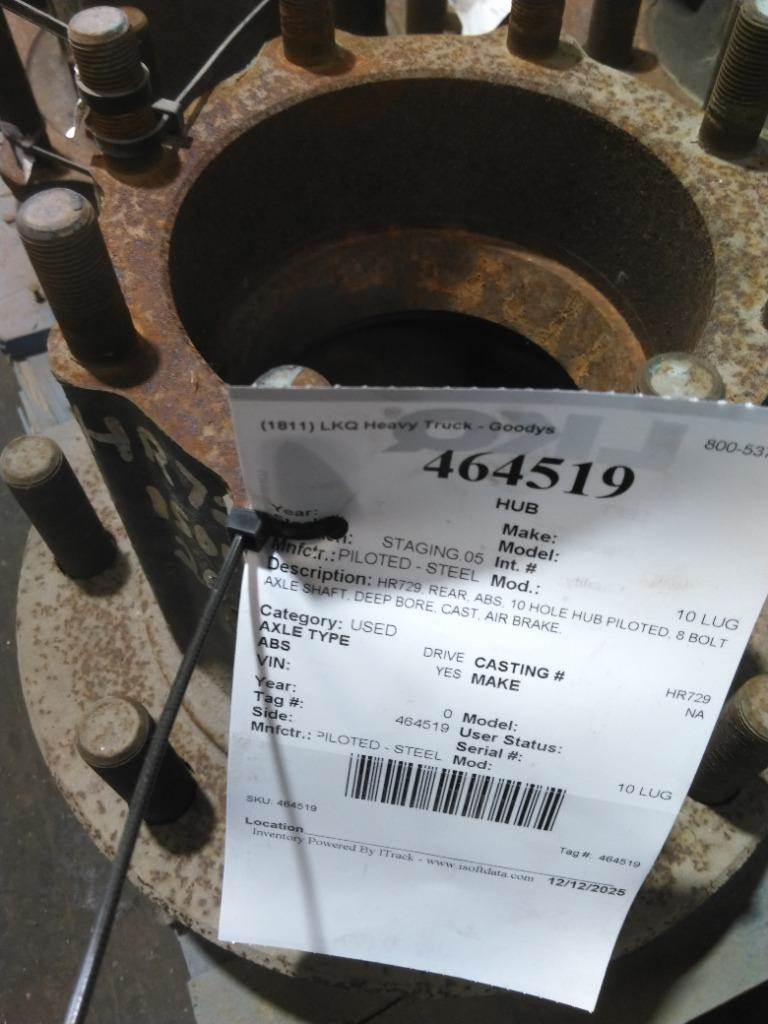 (1811) LKQ Heavy Truck - Goodys
800-537
464519
HUB
Year:
Make:
STAGING.05 Model:
Int. #
Mnfctr.: PILOTED - STEEL Mod.: 10 LUG
Description: HR729, REAR, ABS, 10 HOLE HUB PILOTED, 8 BOLT
AXLE SHAFT, DEEP BORE, CAST, AIR BRAKE.
Category: USED
AXLE TYPE DRIVE CASTING # HR729
ABS YES MAKE NA
VIN:
Year: 0 Model:
Tag #: 464519 User Status:
Side: Serial #:
Mnfctr.: PILOTED - STEEL Mod: 10 LUG
SKU: 464519
Tag #: 464519
Location
Inventory Powered By ITrack - www.isoftdata.com 12/12/2025